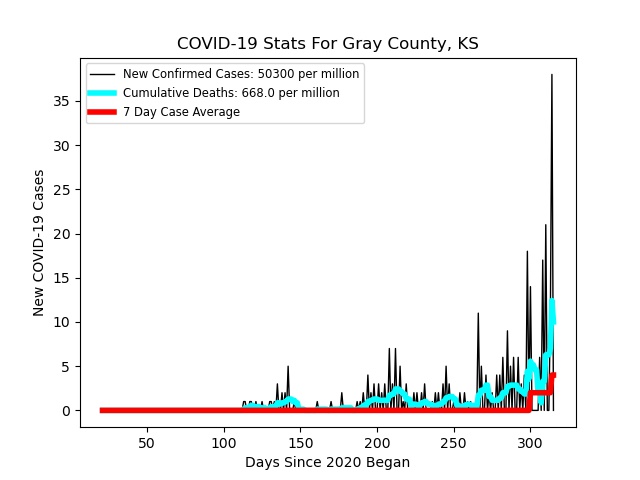 COVID-19 Stats For Gray County, KS
New Confirmed Cases: 50300 per million
Cumulative Deaths: 668.0 per million
7 Day Case Average
New COVID-19 Cases
35
30
25
20
15
10
5
0
50 100 150 200 250 300
Days Since 2020 Began